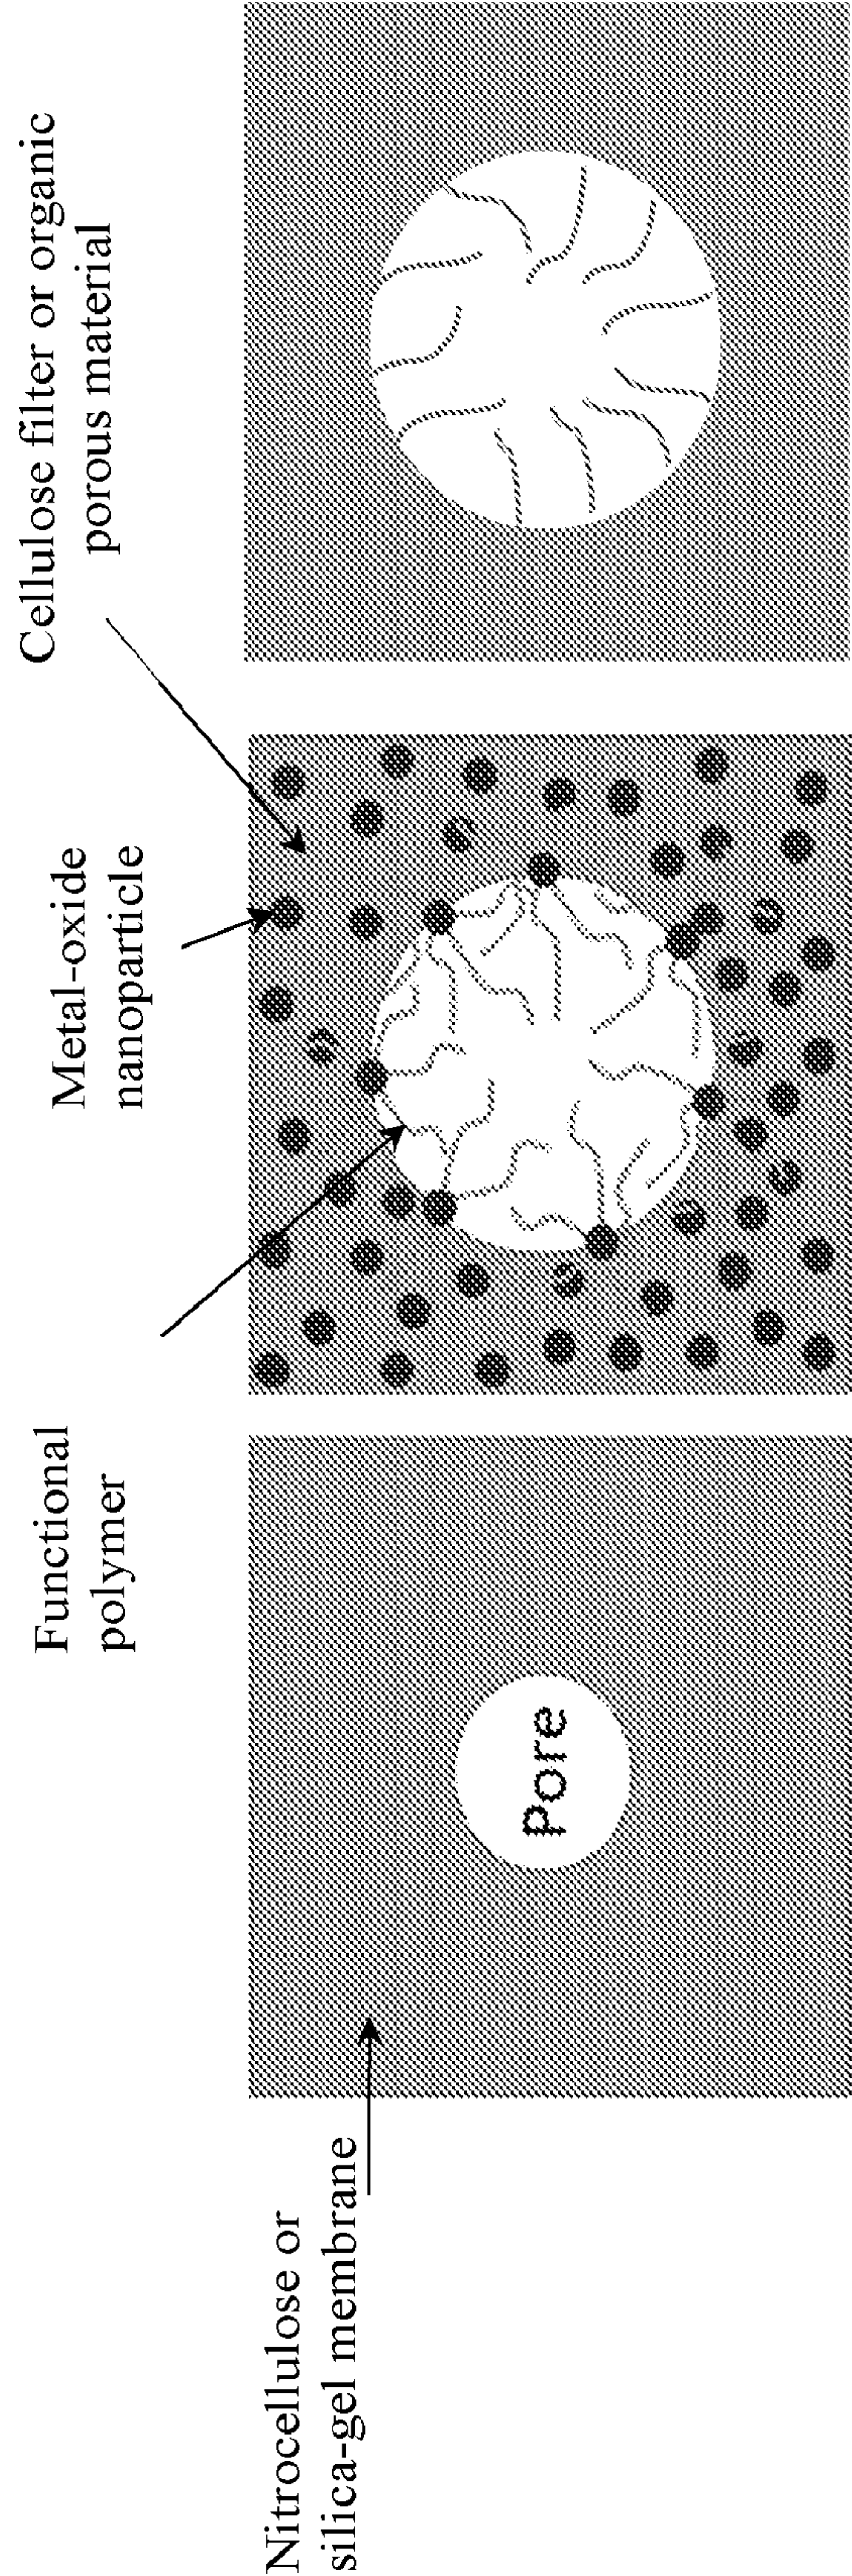 Nitrocellulose or
silica-gel membrane
Pore
Functional
polymer
Metal-oxide
nanoparticle
Cellulose filter or organic
porous material